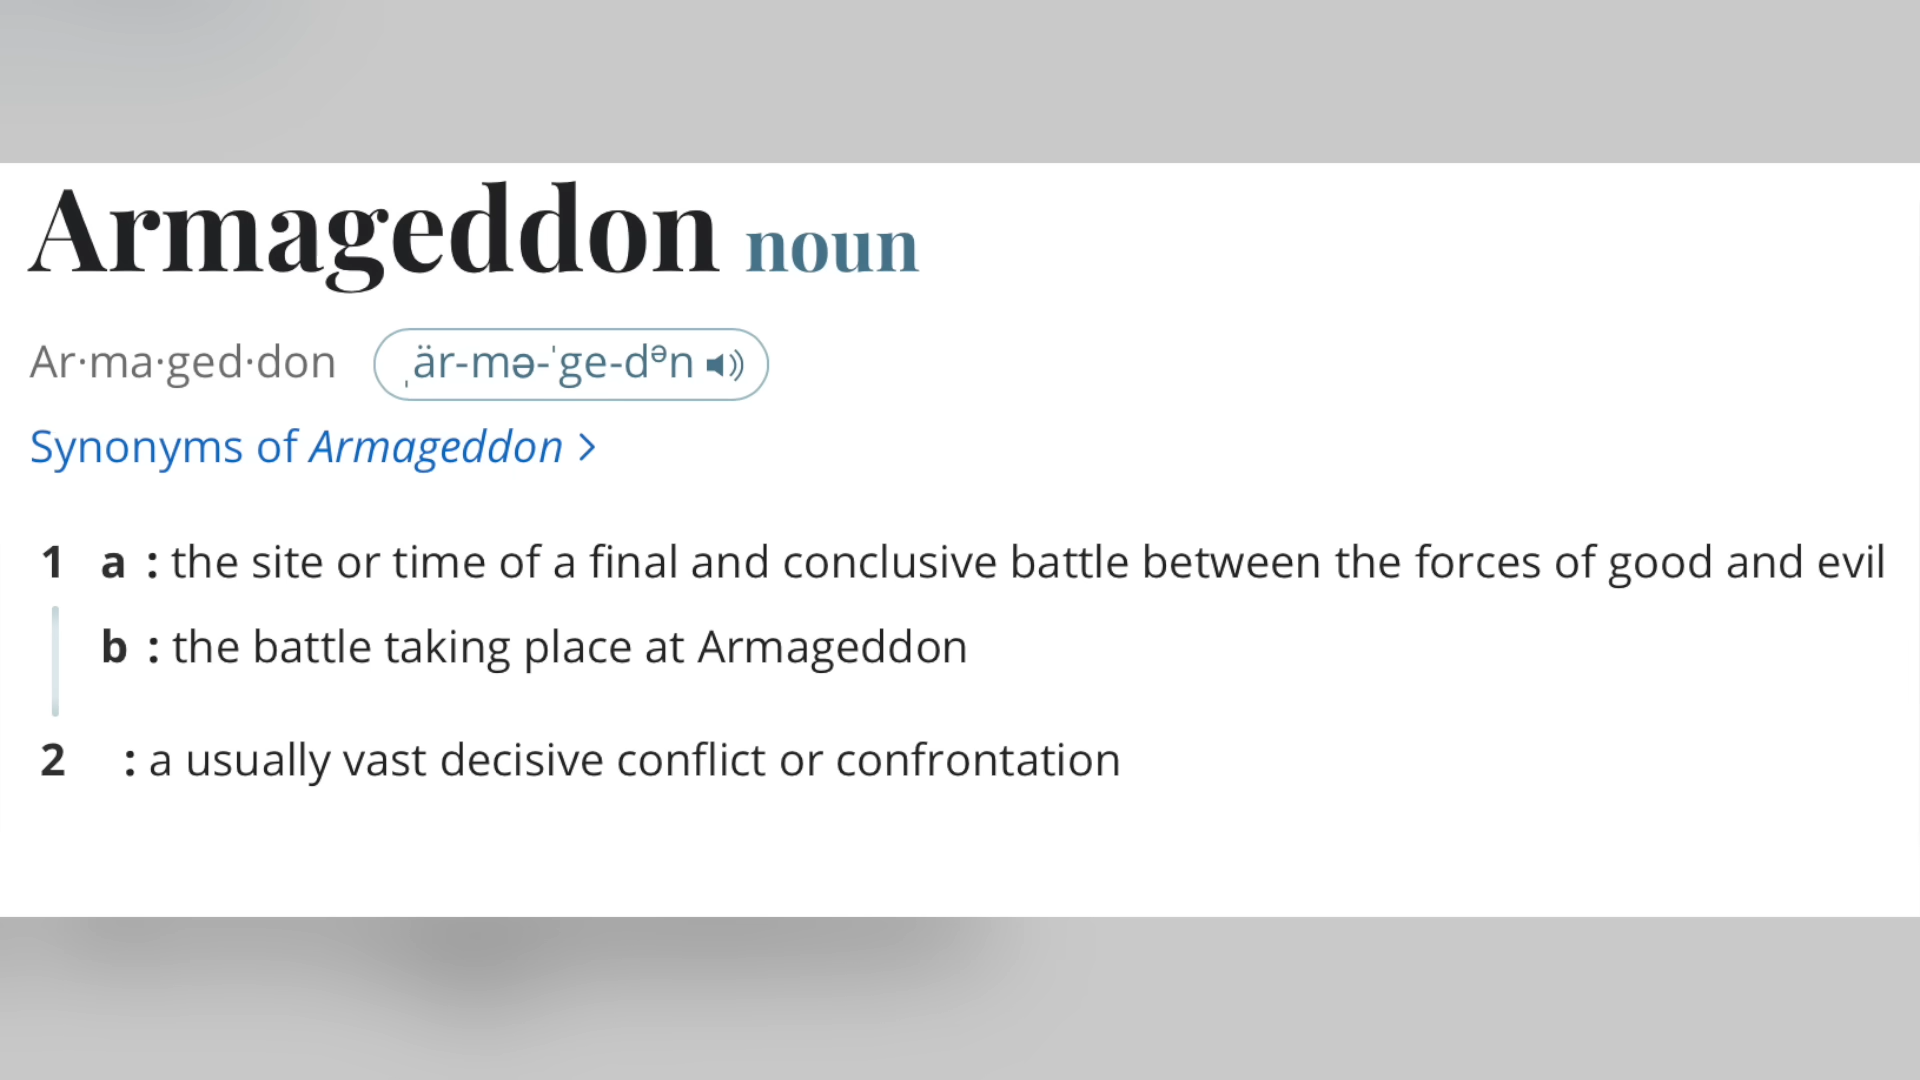 Armageddon noun
Ar·ma·ged·don ˌär-mə-ˈge-dᵊn
Synonyms of Armageddon >
1 a : the site or time of a final and conclusive battle between the forces of good and evil
b : the battle taking place at Armageddon
2 : a usually vast decisive conflict or confrontation